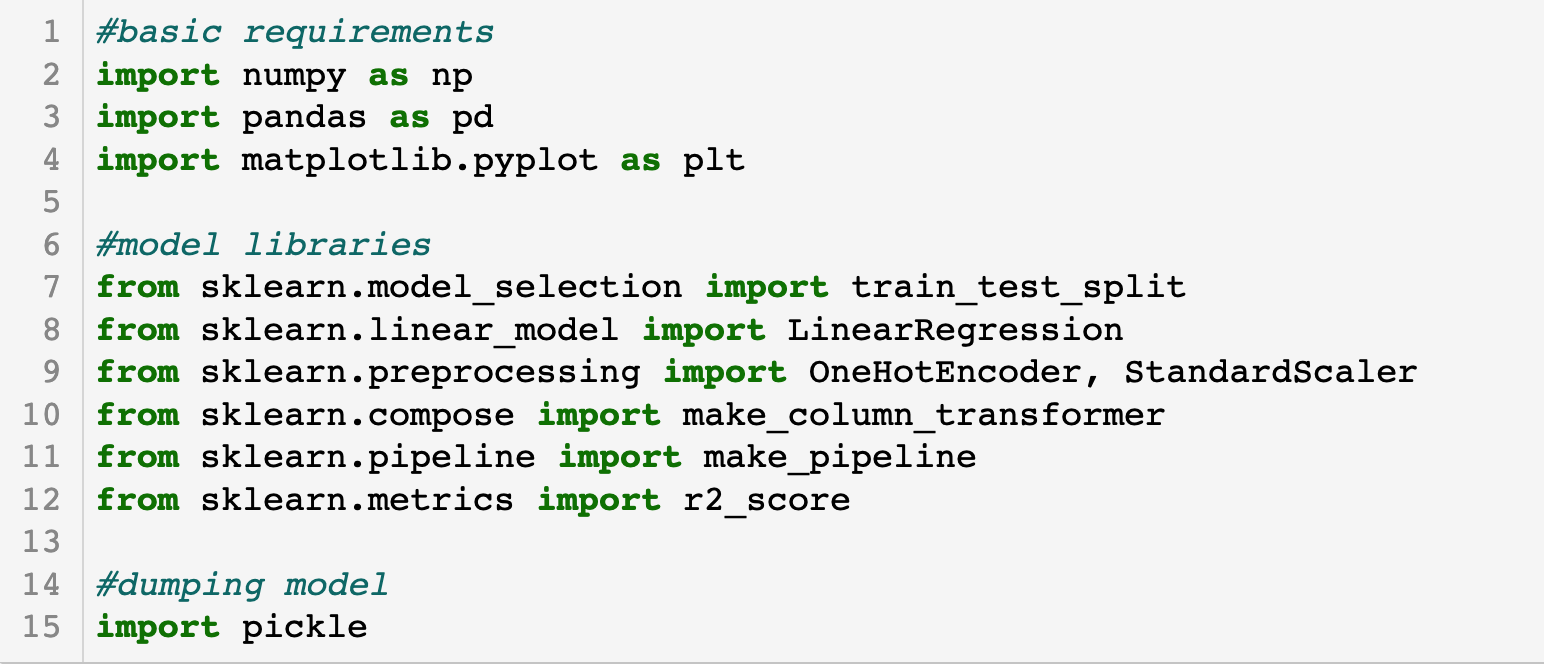 1 #basic requirements
2 import numpy as np
3 import pandas as pd
4 import matplotlib.pyplot as plt
5
6 #model libraries
7 from sklearn.model_selection import train_test_split
8 from sklearn.linear_model import LinearRegression
9 from sklearn.preprocessing import OneHotEncoder, StandardScaler
10 from sklearn.compose import make_column_transformer
11 from sklearn.pipeline import make_pipeline
12 from sklearn.metrics import r2_score
13
14 #dumping model
15 import pickle